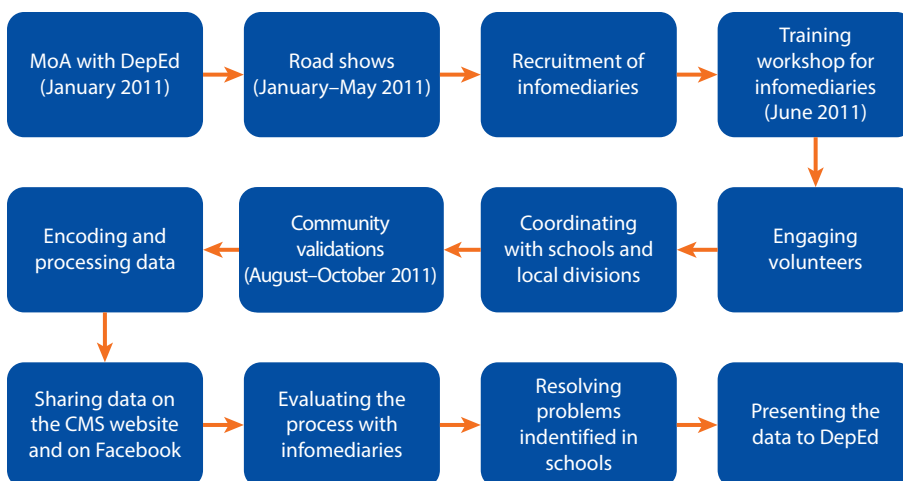 MoA with DepEd
(January 2011)
Road shows
(January–May 2011)
Recruitment of
infomediaries
Training
workshop for
infomediaries
(June 2011)
Engaging
volunteers
Coordinating
with schools and
local divisions
Community
validations
(August–October 2011)
Encoding and
processing data
Sharing data on
the CMS website
and on Facebook
Evaluating the
process with
infomediaries
Resolving
problems
indentified in
schools
Presenting the
data to DepEd